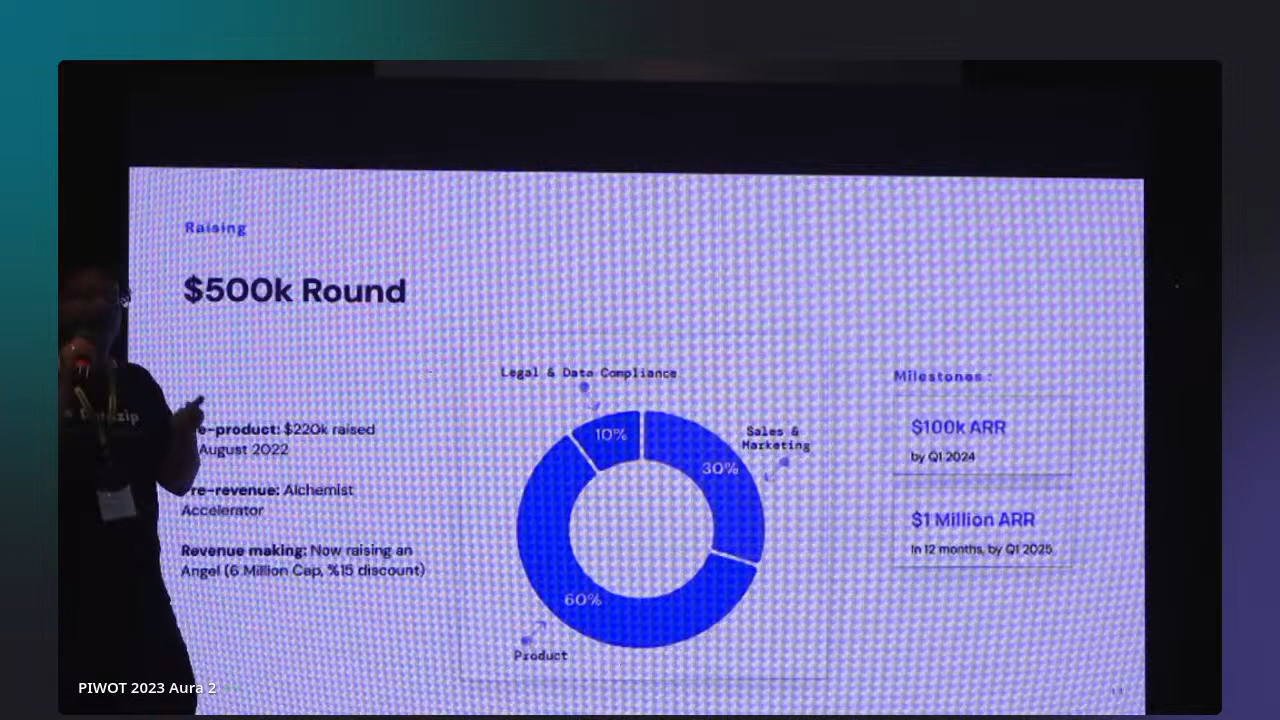 Raising
$500k Round
Legal & Data Compliance
10%
Sales &
Marketing
30%
60%
Product
e-product: $220k raised
August 2022
re-revenue: Alchemist
Accelerator
Revenue making: Now raising an
Angel (6 Million Cap, %15 discount)
Milestones :
$100k ARR
by Q1 2024
$1 Million ARR
In 12 months, by Q1 2025
PIWOT 2023 Aura 2